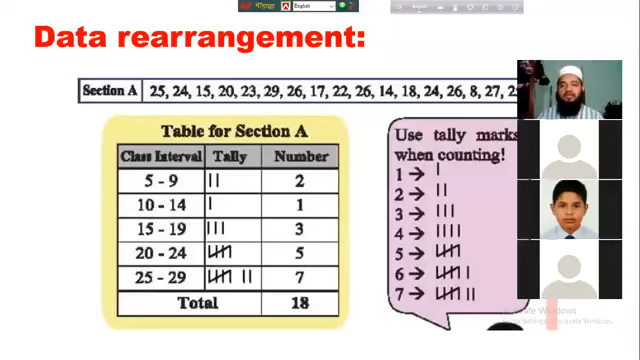 English
Data rearrangement:
Section A 25, 24, 15, 20, 23, 29, 26, 17, 22, 26, 14, 18, 24, 26, 8, 27, 2
Table for Section A
Class Interval Tally Number
5 - 9 || 2
10 - 14 | 1
15 - 19 ||| 3
20 - 24 5
25 - 29 || 7
Total 18
Use tally marks
when counting!
1 → |
2 → ||
3 → |||
4 → ||||
5 →
6 → |
7 → ||